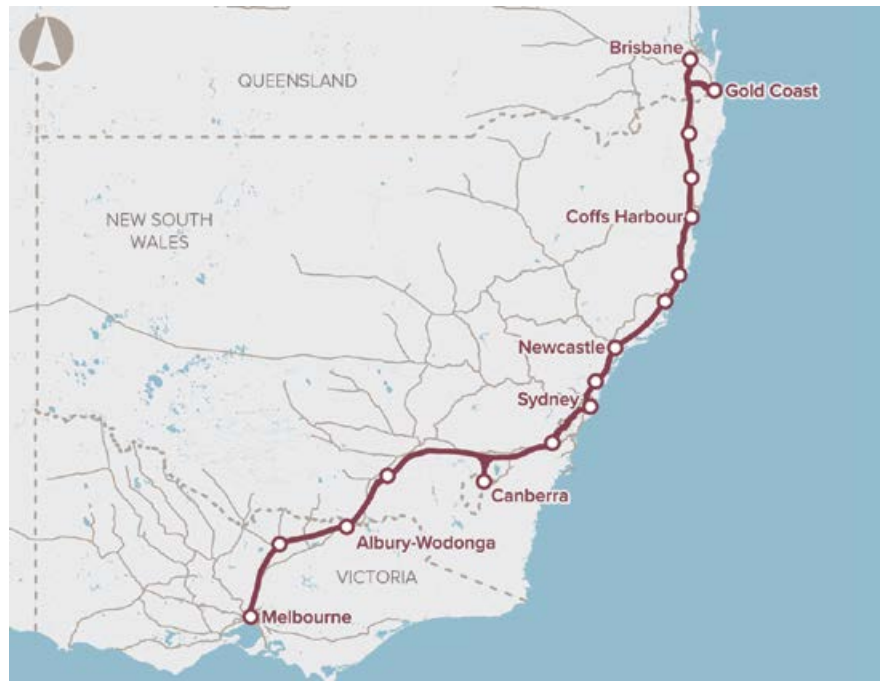 Brisbane
QUEENSLAND
Gold Coast
NEW SOUTH
WALES
Coffs Harbour
Newcastle
Sydney
Canberra
Albury-Wodonga
VICTORIA
Melbourne